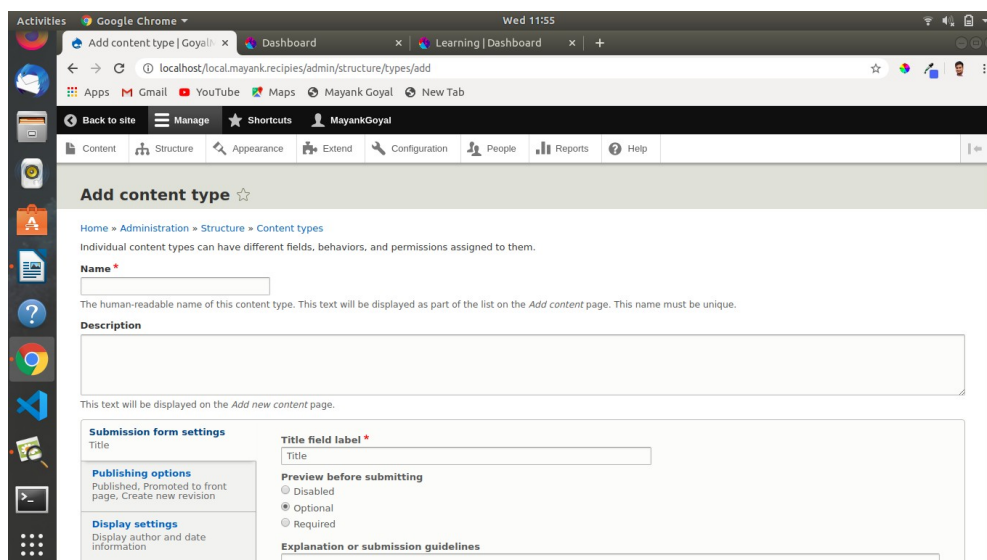 Activities Google Chrome Wed 11:55
Add content type | Goyal Dashboard Learning | Dashboard
localhost/local.mayank.recipies/admin/structure/types/add
Apps Gmail YouTube Maps Mayank Goyal New Tab
Back to site Manage Shortcuts MayankGoyal
Content Structure Appearance Extend Configuration People Reports Help
Add content type
Home » Administration » Structure » Content types
Individual content types can have different fields, behaviors, and permissions assigned to them.
Name *
The human-readable name of this content type. This text will be displayed as part of the list on the Add content page. This name must be unique.
Description
This text will be displayed on the Add new content page.
Submission form settings
Title
Publishing options
Published, Promoted to front
page, Create new revision
Display settings
Display author and date
information
Title field label *
Title
Preview before submitting
Disabled
Optional
Required
Explanation or submission guidelines